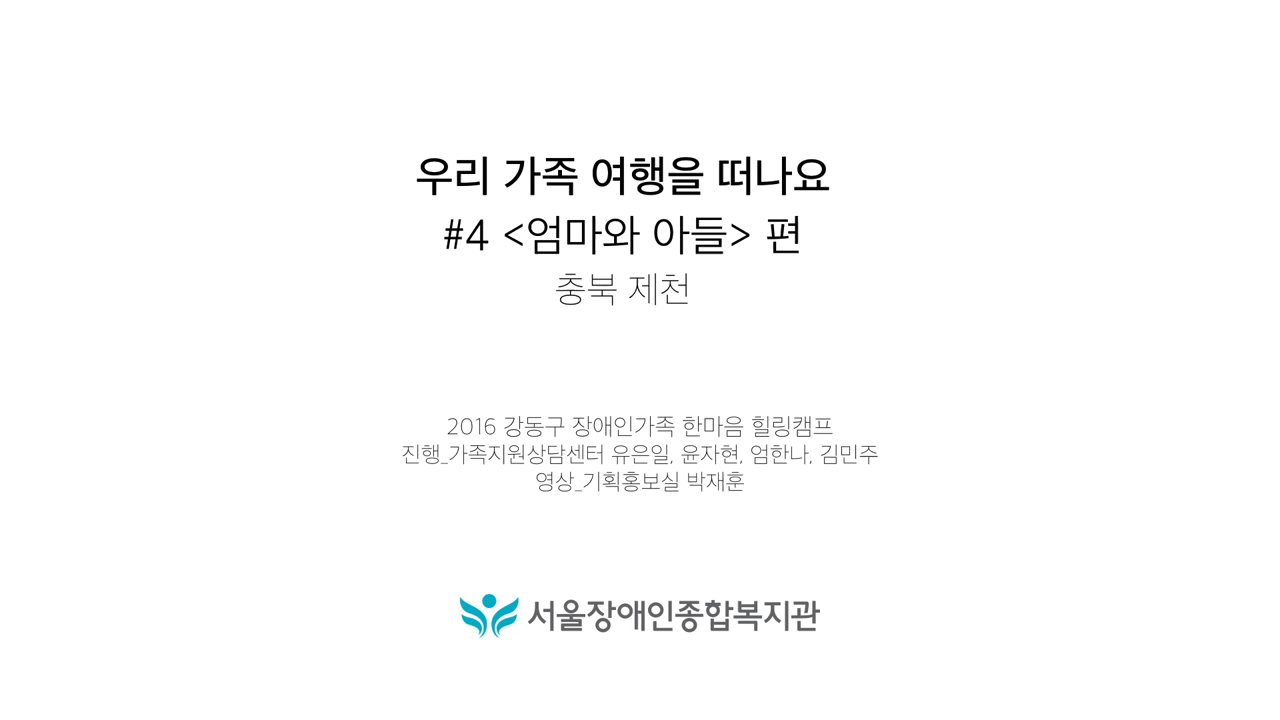 우리 가족 여행을 떠나요
#4 <엄마와 아들> 편
충북 제천
2016 강동구 장애인가족 한마음 힐링캠프
진행_가족지원상담센터 유은일, 윤자현, 엄한나, 김민주
영상_기획홍보실 박재훈
서울장애인종합복지관